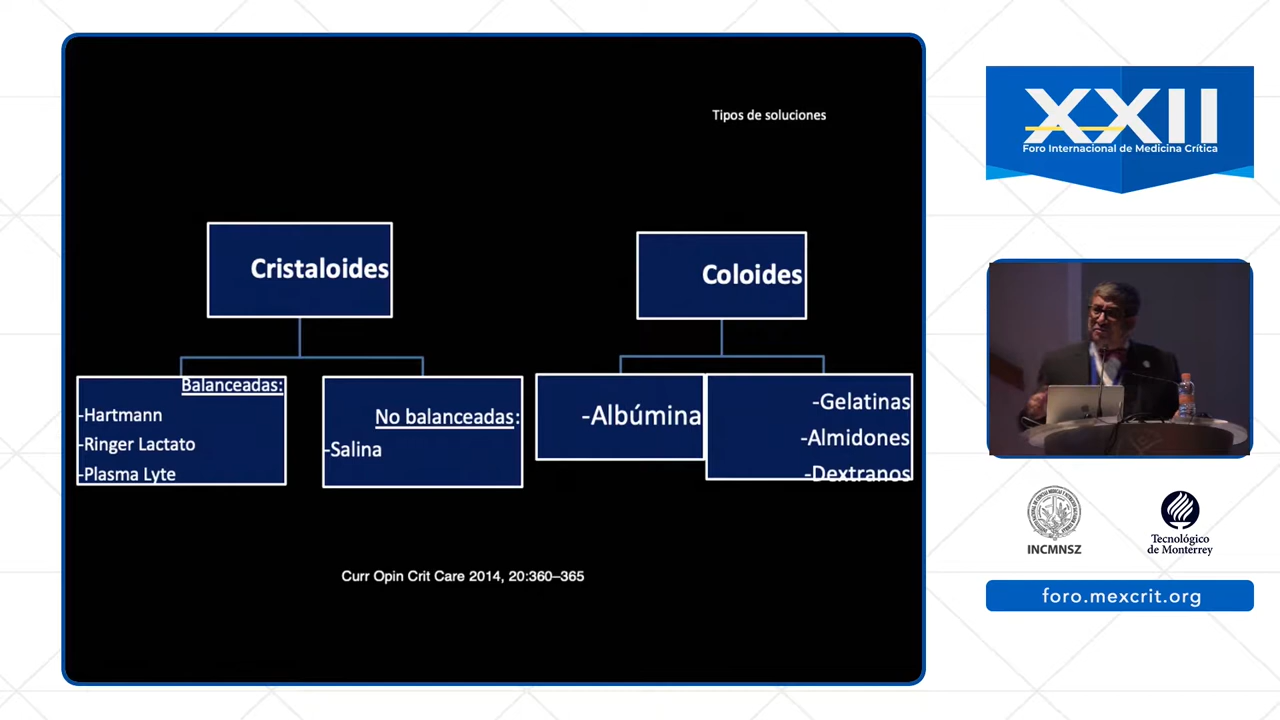 Tipos de soluciones
Cristaloides
Coloides
Balanceadas:
-Hartmann
-Ringer Lactato
-Plasma Lyte
No balanceadas:
-Salina
-Albúmina
-Gelatinas
-Almidones
-Dextranos
Curr Opin Crit Care 2014, 20:360–365
XXII
Foro Internacional de Medicina Crítica
INCMNSZ
Tecnológico
de Monterrey
foro.mexcrit.org